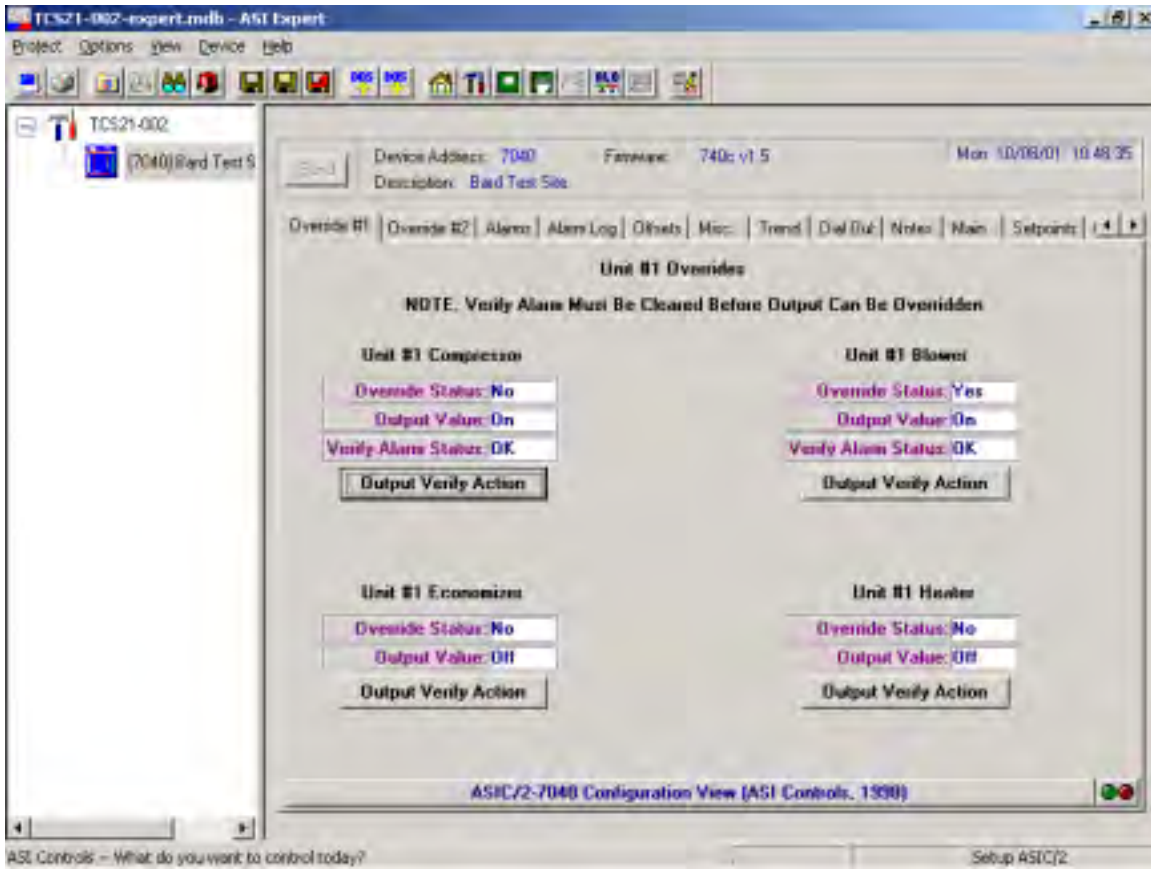 TCS21-002-expert.mdb - ASI Expert
Project Options View Device Help
TCS21-002
(7040) Bard Test S
Send
Device Address: 7040 Firmware: 740c v1.5 Mon 10/08/01 10:48:35
Description: Bard Test Site
Override #1 Override #2 Alarms Alarm Log Offsets Misc. Trend Dial Out Notes Main Setpoints
Unit #1 Overrides
NOTE. Verify Alarm Must Be Cleared Before Output Can Be Overridden
Unit #1 Compressor
Override Status: No
Output Value: On
Verify Alarm Status: OK
Output Verify Action
Unit #1 Blower
Override Status: Yes
Output Value: On
Verify Alarm Status: OK
Output Verify Action
Unit #1 Economizer
Override Status: No
Output Value: Off
Output Verify Action
Unit #1 Heater
Override Status: No
Output Value: Off
Output Verify Action
ASIC/2-7040 Configuration View (ASI Controls, 1998)
ASI Controls -- What do you want to control today?
Setup ASIC/2